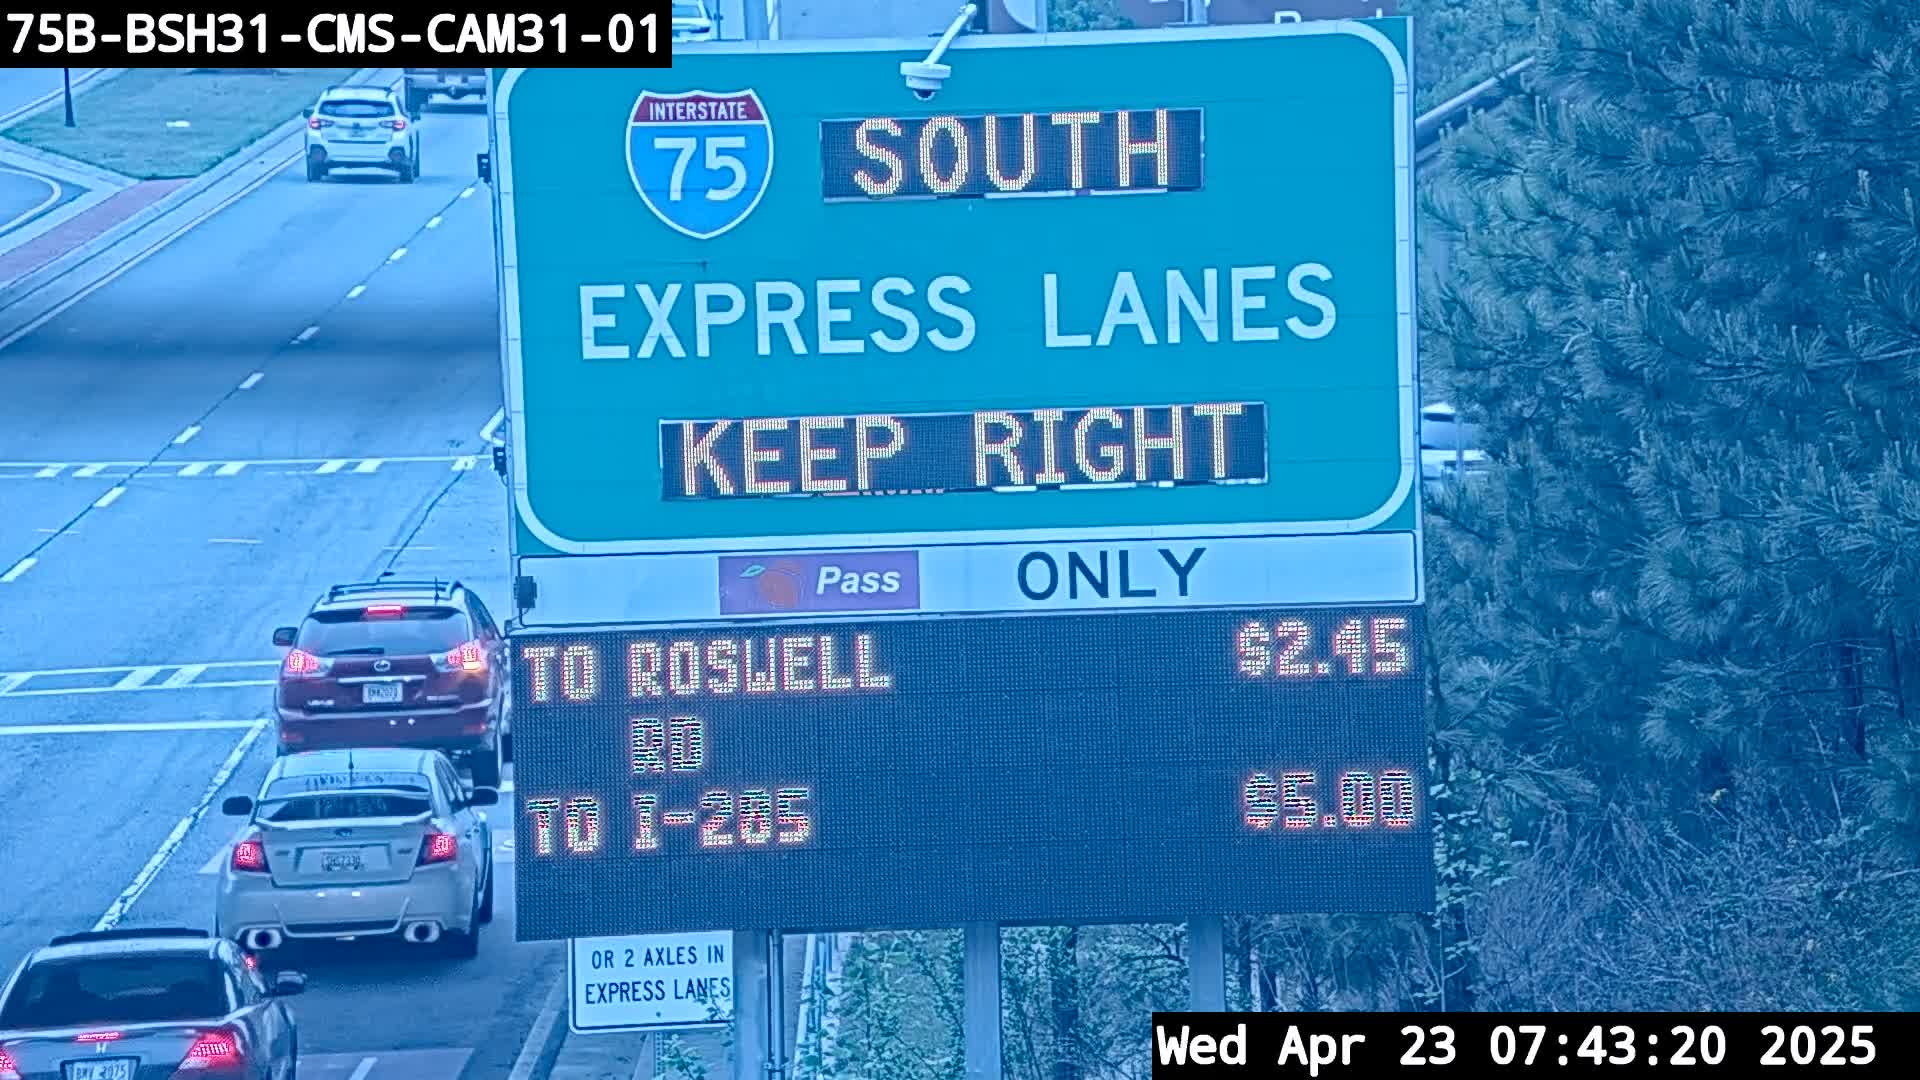 75B-BSH31-CMS-CAM31-01
INTERSTATE
75
SOUTH
EXPRESS LANES
KEEP RIGHT
Pass
ONLY
TO ROSWELL $2.45
RD
TO I-285 $5.00
OR 2 AXLES IN
EXPRESS LANES
Wed Apr 23 07:43:20 2025